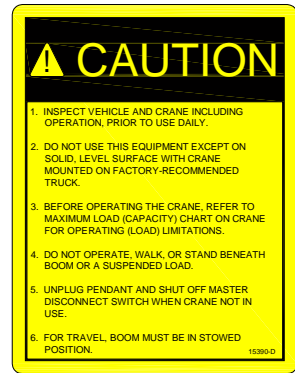 CAUTION
1. INSPECT VEHICLE AND CRANE INCLUDING
OPERATION, PRIOR TO USE DAILY.
2. DO NOT USE THIS EQUIPMENT EXCEPT ON
SOLID, LEVEL SURFACE WITH CRANE
MOUNTED ON FACTORY-RECOMMENDED
TRUCK.
3. BEFORE OPERATING THE CRANE, REFER TO
MAXIMUM LOAD (CAPACITY) CHART ON CRANE
FOR OPERATING (LOAD) LIMITATIONS.
4. DO NOT OPERATE, WALK, OR STAND BENEATH
BOOM OR A SUSPENDED LOAD.
5. UNPLUG PENDANT AND SHUT OFF MASTER
DISCONNECT SWITCH WHEN CRANE NOT IN
USE.
6. FOR TRAVEL, BOOM MUST BE IN STOWED
POSITION.
15390-D